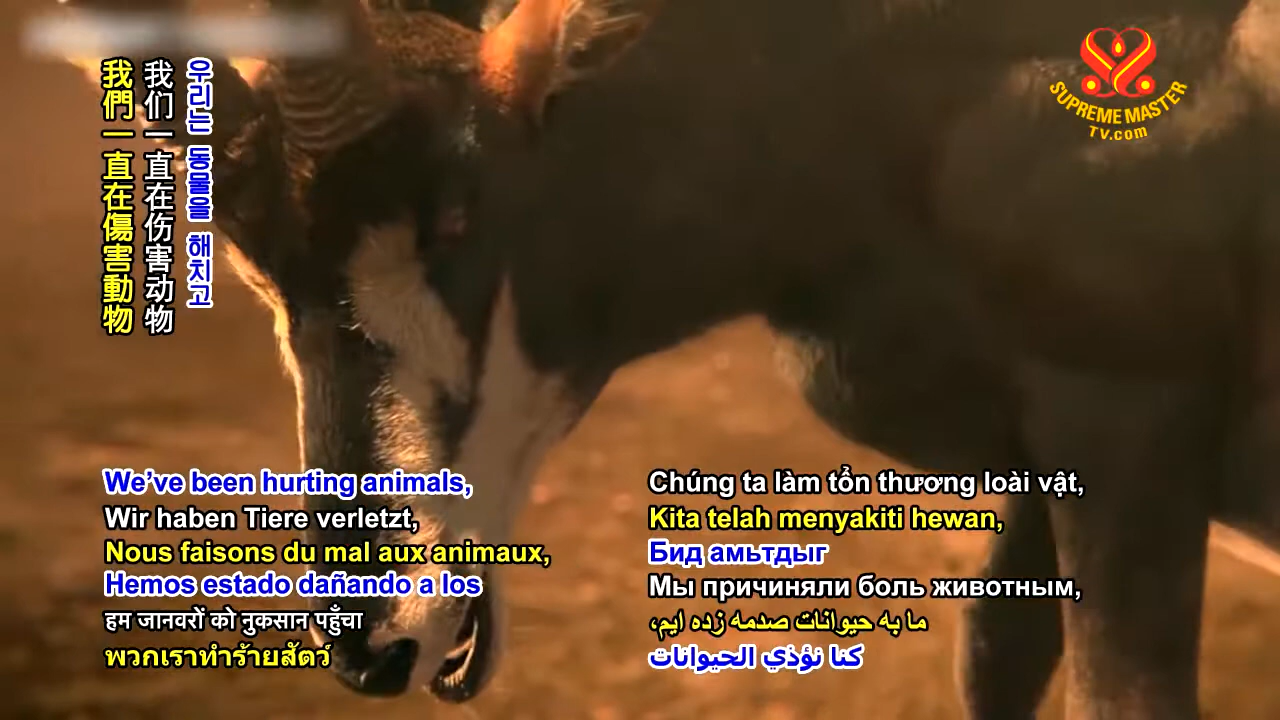 我們一直在傷害動物
我们一直在伤害动物
우리는 동물을 해치고
SUPREME MASTER
TV.com
We’ve been hurting animals,
Wir haben Tiere verletzt,
Nous faisons du mal aux animaux,
Hemos estado dañando a los
हम जानवरों को नुकसान पहुँचा
พวกเราทำร้ายสัตว์
Chúng ta làm tổn thương loài vật,
Kita telah menyakiti hewan,
Бид амьтдыг
Мы причиняли боль животным,
ما به حیوانات صدمه زده ایم،
كنا نؤذي الحيوانات